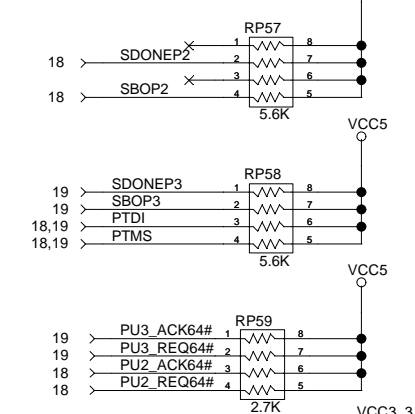 RP57
1 8
18 SDONEP2 2 7
3 6
18 SBOP2 4 5
5.6K
VCC5
RP58
19 SDONEP3 1 8
19 SBOP3 2 7
18,19 PTDI 3 6
18,19 PTMS 4 5
5.6K
VCC5
RP59
19 PU3_ACK64# 1 8
19 PU3_REQ64# 2 7
18 PU2_ACK64# 3 6
18 PU2_REQ64# 4 5
2.7K
VCC3_3